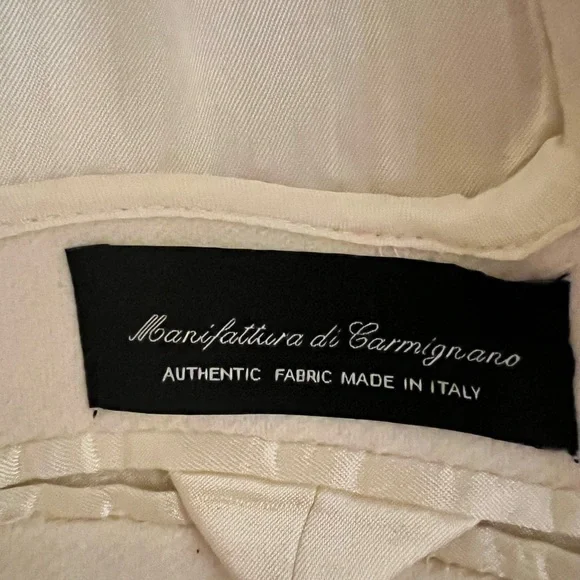 Manifattura di Carmignano
AUTHENTIC FABRIC MADE IN ITALY